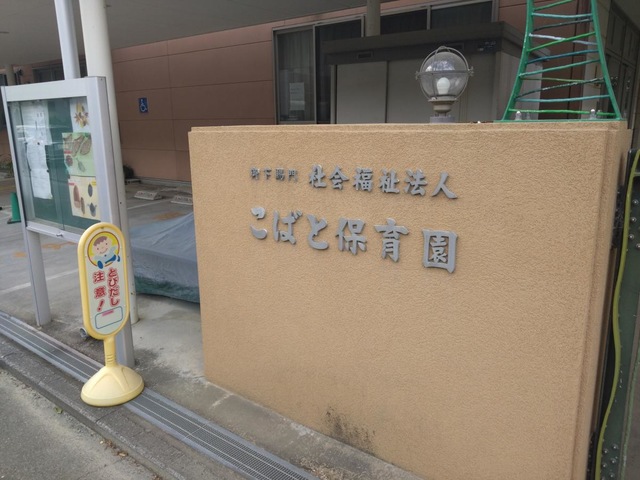 社会福祉法人
こばと保育園
とびだし
注意!